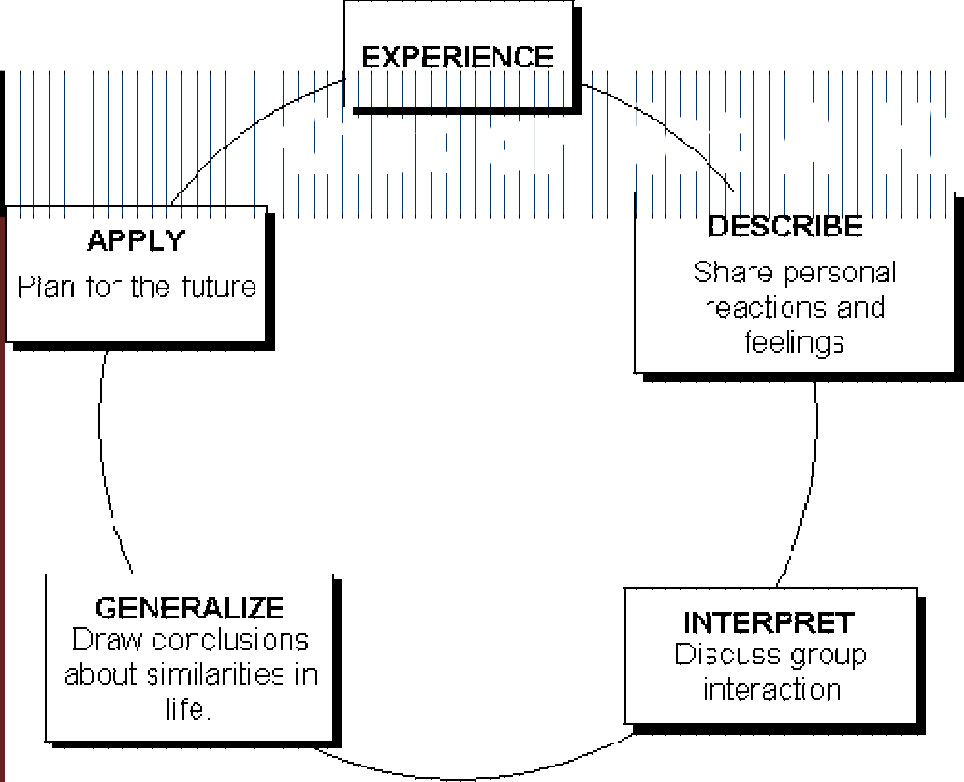 EXPERIENCE
DESCRIBE
Share personal
reactions and
feelings
INTERPRET
Discuss group
interaction
GENERALIZE
Draw conclusions
about similarities in
life.
APPLY
Plan for the future